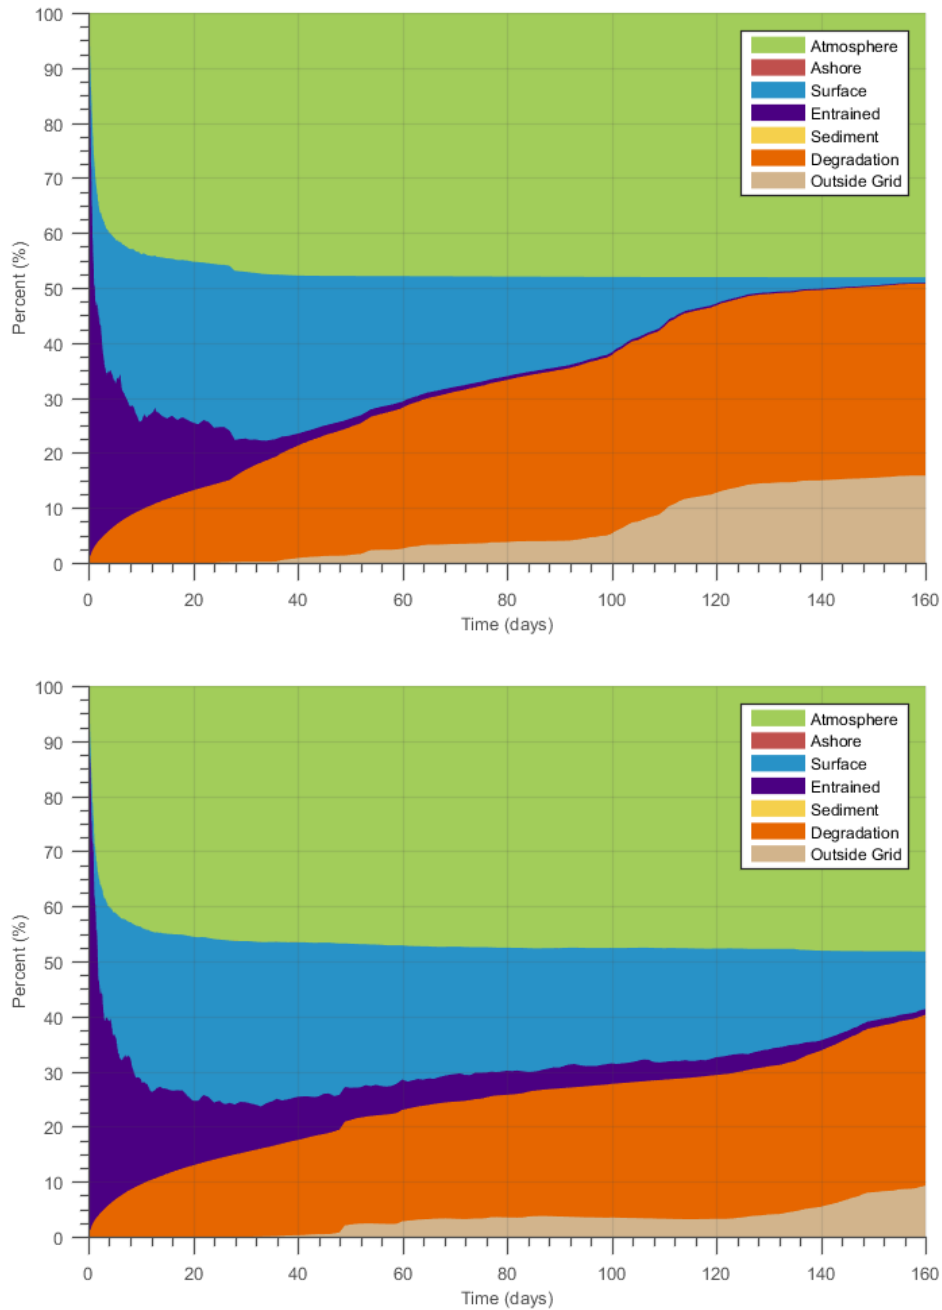 100
90
80
70
60
50
40
30
20
10
0
Percent (%)
Atmosphere
Ashore
Surface
Entrained
Sediment
Degradation
Outside Grid
0 20 40 60 80 100 120 140 160
Time (days)
100
90
80
70
60
50
40
30
20
10
0
Percent (%)
Atmosphere
Ashore
Surface
Entrained
Sediment
Degradation
Outside Grid
0 20 40 60 80 100 120 140 160
Time (days)